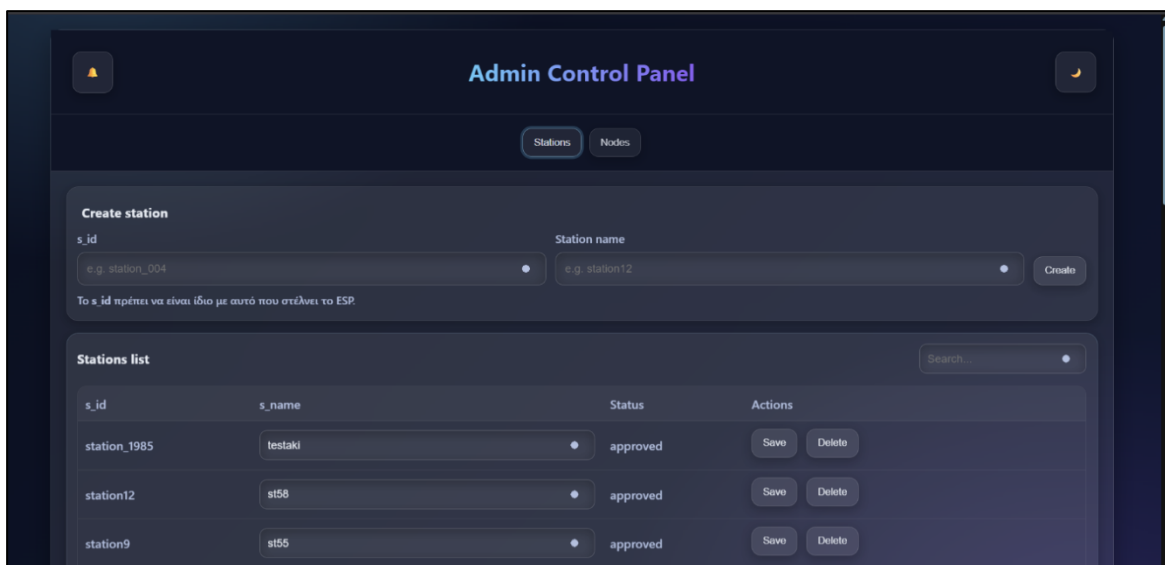 Admin Control Panel
Stations Nodes
Create station
s_id Station name
e.g. station_004 e.g. station12 Create
Το s_id πρέπει να είναι ίδιο με αυτό που στέλνει το ESP.
Stations list Search...
s_id s_name Status Actions
station_1985 testaki approved Save Delete
station12 st58 approved Save Delete
station9 st55 approved Save Delete